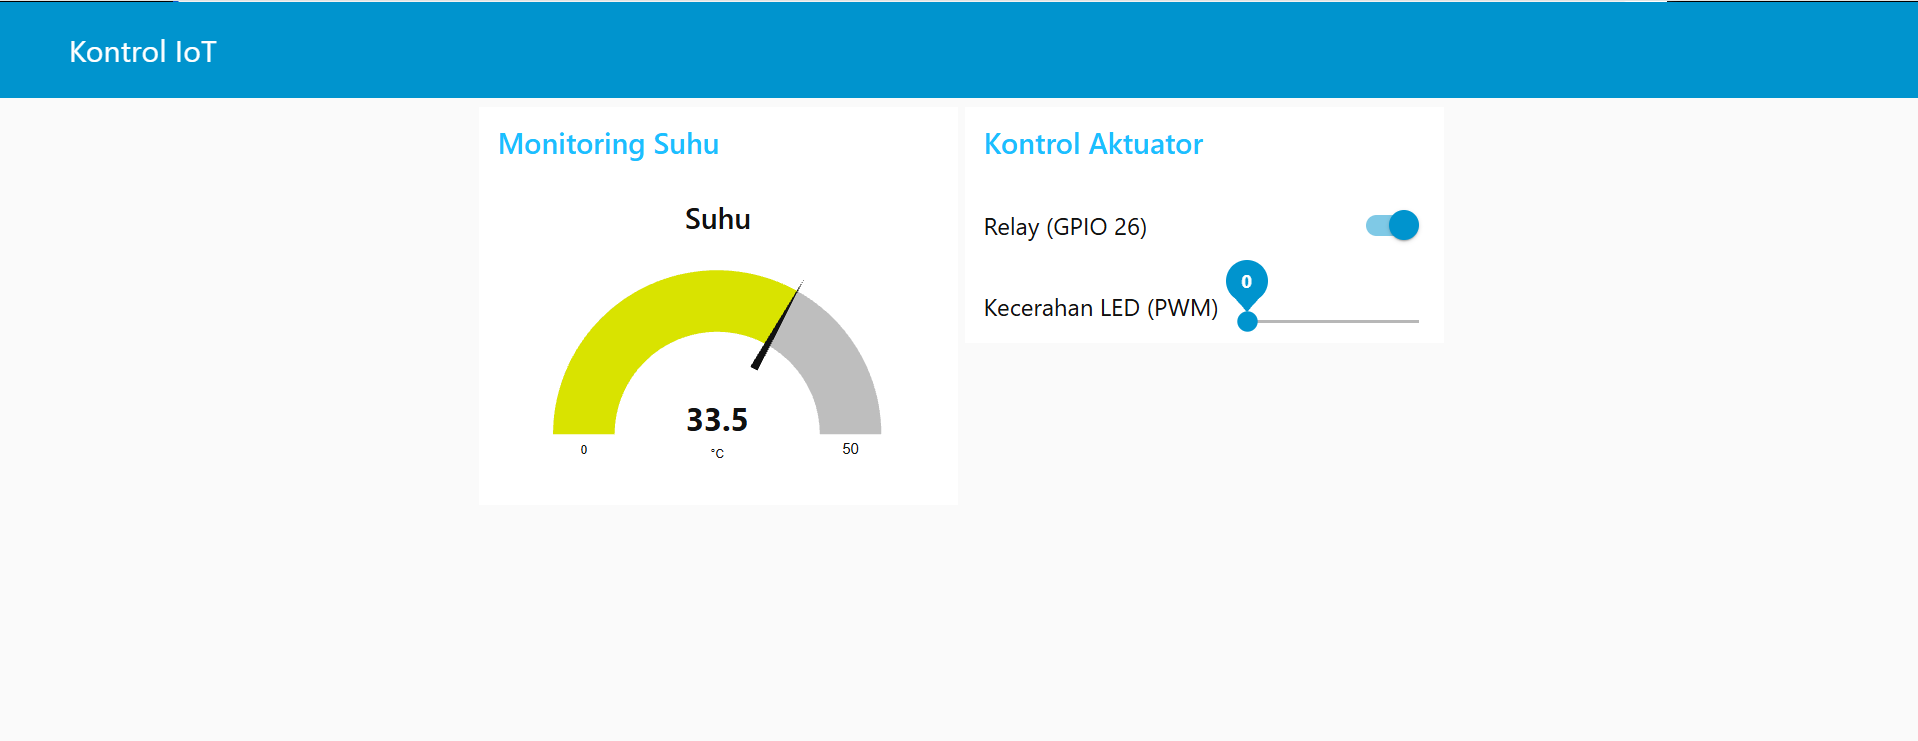 Kontrol IoT
Monitoring Suhu
Suhu
33.5
0
°C
50
Kontrol Aktuator
Relay (GPIO 26)
0
Kecerahan LED (PWM)